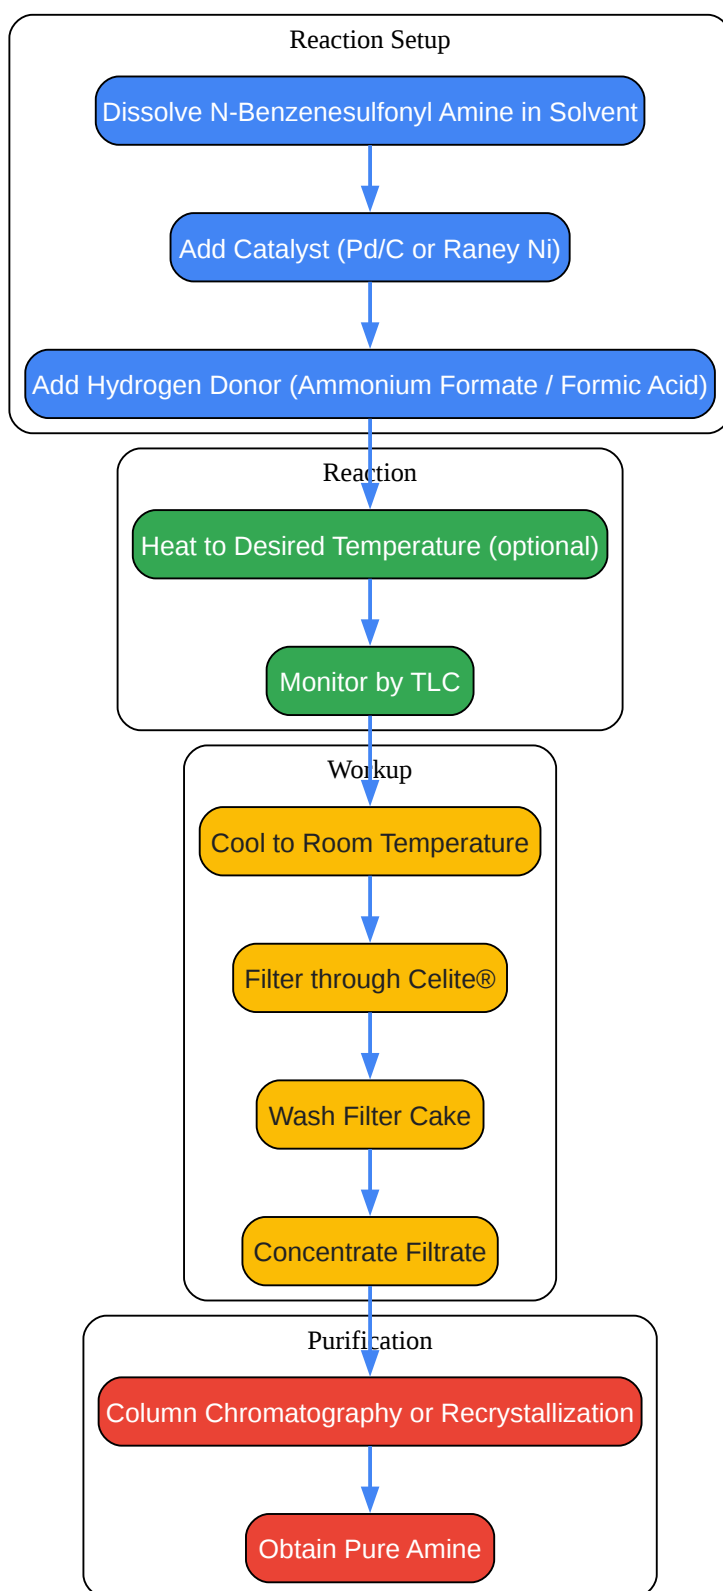 Reaction Setup
Dissolve N-Benzenesulfonyl Amine in Solvent
Add Catalyst (Pd/C or Raney Ni)
Add Hydrogen Donor (Ammonium Formate / Formic Acid)
Reaction
Heat to Desired Temperature (optional)
Monitor by TLC
Workup
Cool to Room Temperature
Filter through Celite®
Wash Filter Cake
Concentrate Filtrate
Purification
Column Chromatography or Recrystallization
Obtain Pure Amine